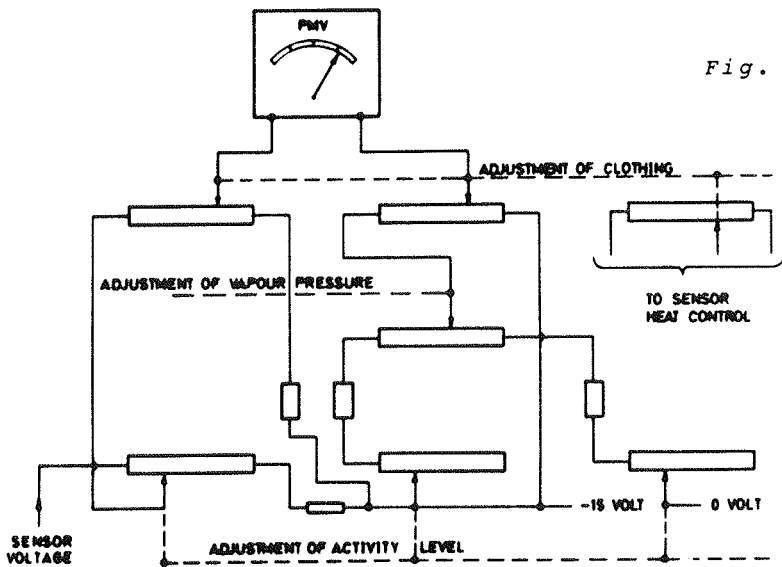 PMV
Fig.
ADJUSTMENT OF CLOTHING
ADJUSTMENT OF VAPOUR PRESSURE
TO SENSOR
HEAT CONTROL
-15 VOLT
0 VOLT
SENSOR
VOLTAGE
ADJUSTMENT OF ACTIVITY LEVEL